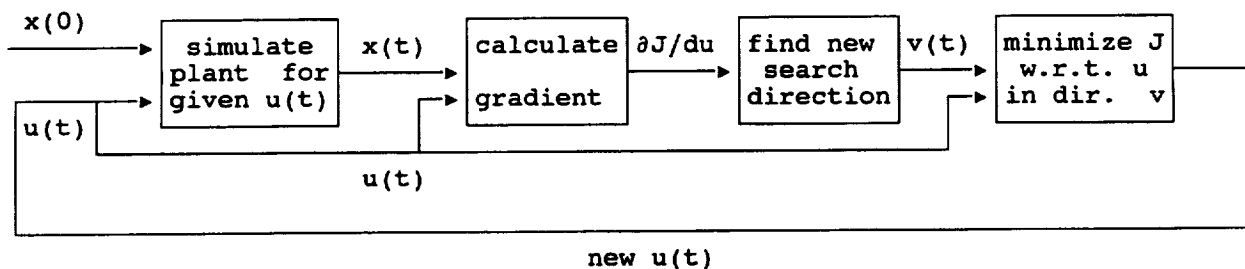 x(0)
simulate
plant for
given u(t)
x(t)
calculate
gradient
∂J/du
find new
search
direction
v(t)
minimize J
w.r.t. u
in dir. v
u(t)
u(t)
new u(t)